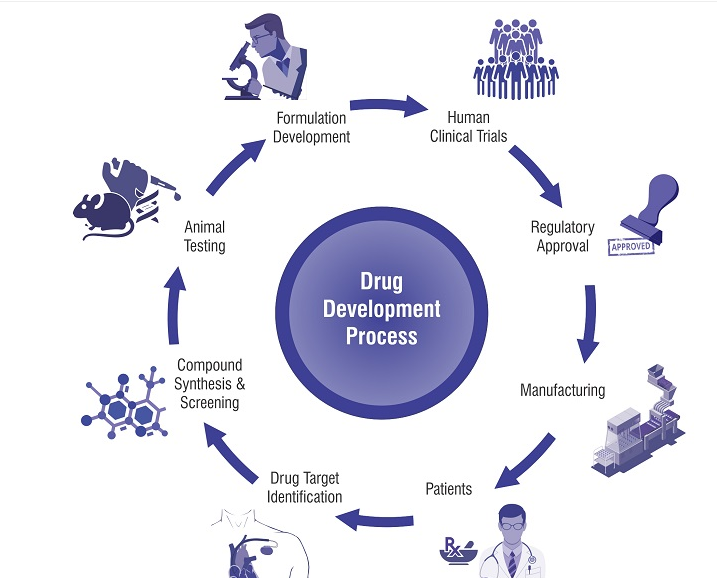 Formulation
Development
Human
Clinical Trials
Animal
Testing
Regulatory
Approval
APPROVED
Drug
Development
Process
Compound
Synthesis &
Screening
Manufacturing
Drug Target
Identification
Patients
Rx